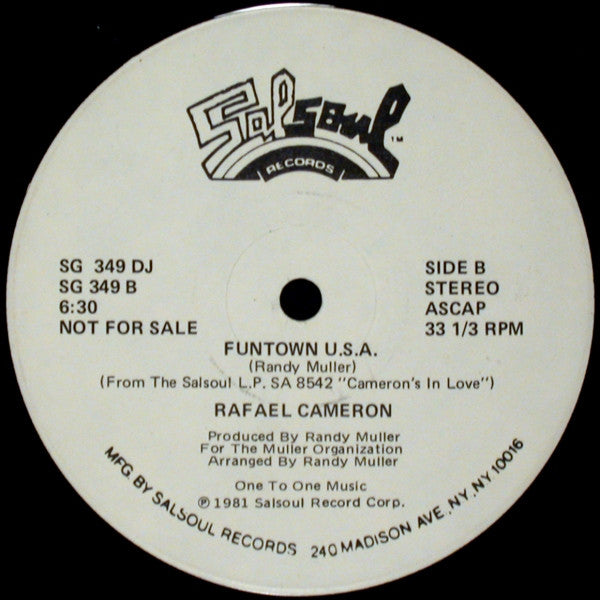 Salsoul™
RECORDS
SG 349 DJ
SG 349 B
6:30
NOT FOR SALE
SIDE B
STEREO
ASCAP
33 1/3 RPM
FUNTOWN U.S.A.
(Randy Muller)
(From The Salsoul L.P. SA 8542 "Cameron's In Love")
RAFAEL CAMERON
Produced By Randy Muller
For The Muller Organization
Arranged By Randy Muller
One To One Music
℗ 1981 Salsoul Record Corp.
MFG BY SALSOUL RECORDS 240 MADISON AVE. NY. NY. 10016